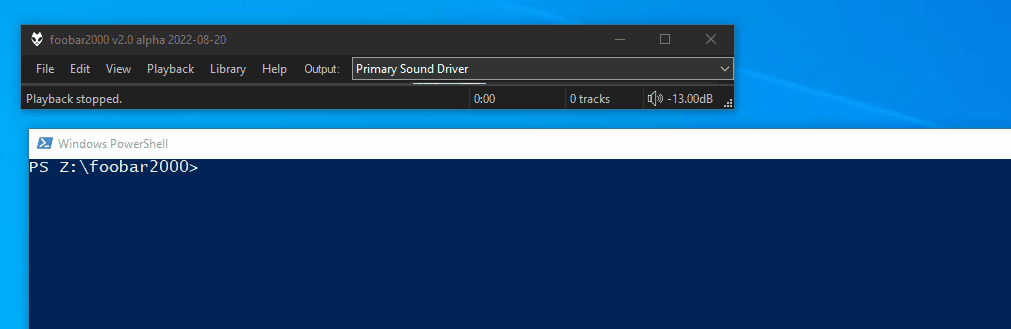 foobar2000 v2.0 alpha 2022-08-20
File Edit View Playback Library Help Output: Primary Sound Driver
Playback stopped. 0:00 0 tracks -13.00dB
Windows PowerShell
PS Z:\foobar2000>